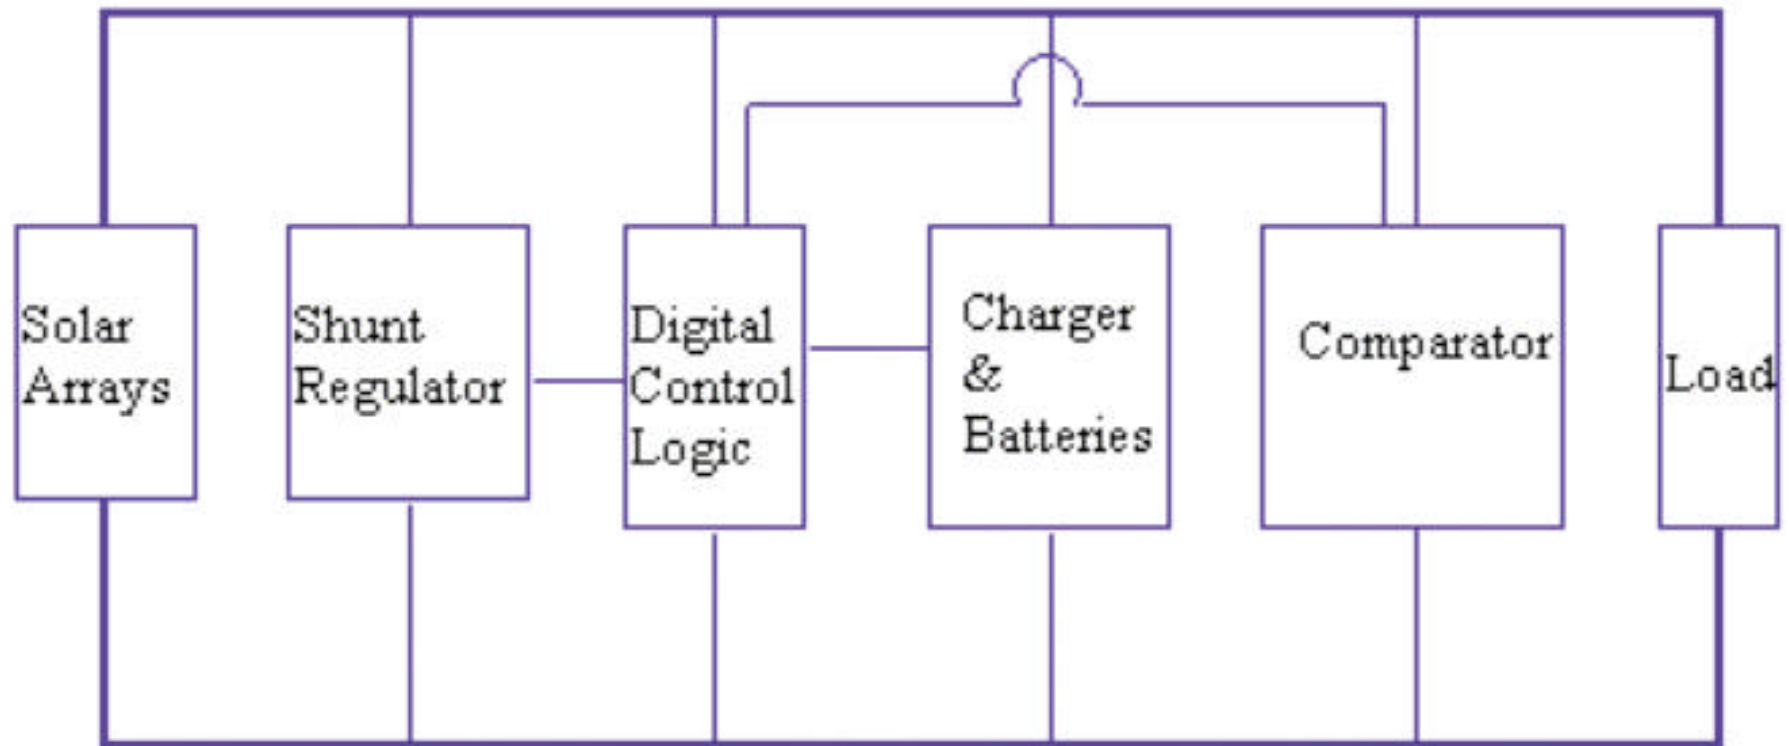 Solar
Arrays
Shunt
Regulator
Digital
Control
Logic
Charger
&
Batteries
Comparator
Load